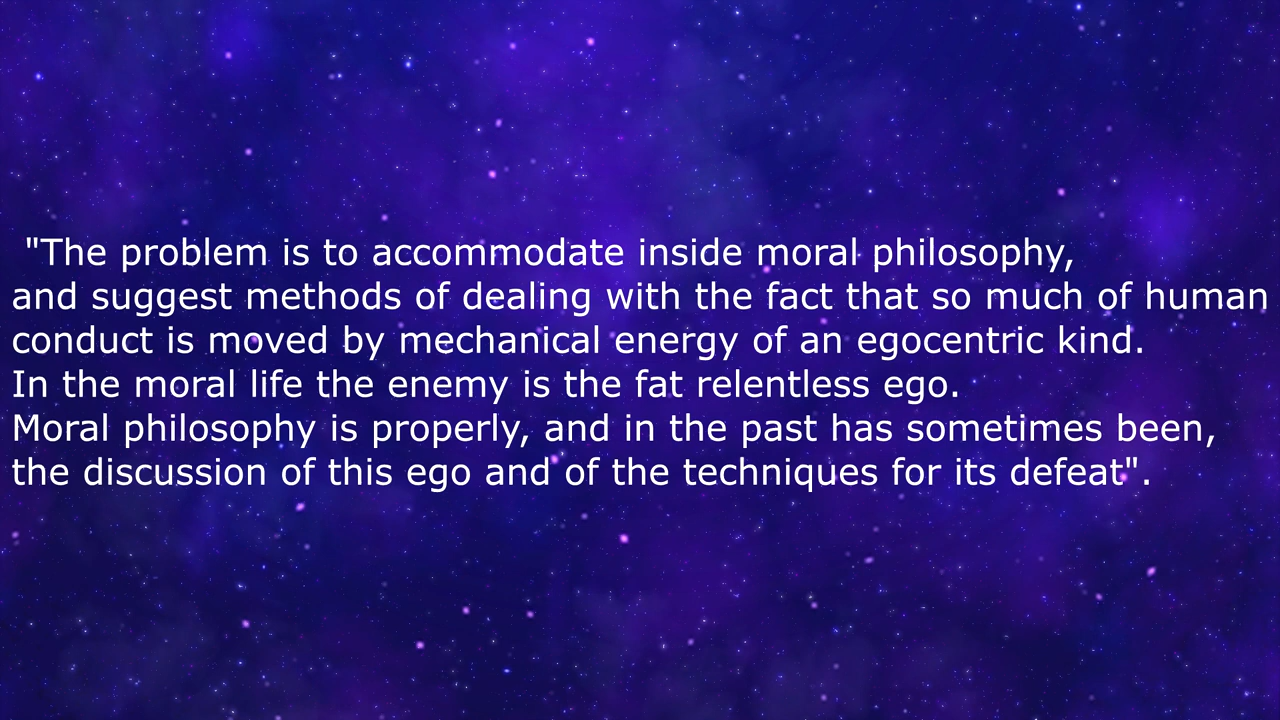 "The problem is to accommodate inside moral philosophy,
and suggest methods of dealing with the fact that so much of human
conduct is moved by mechanical energy of an egocentric kind.
In the moral life the enemy is the fat relentless ego.
Moral philosophy is properly, and in the past has sometimes been,
the discussion of this ego and of the techniques for its defeat".